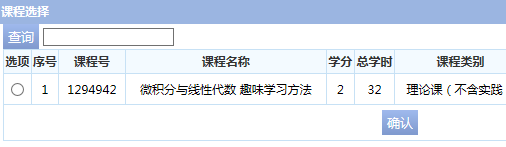 课程选择
查询
选项 序号 课程号 课程名称 学分 总学时 课程类别
1 1294942 微积分与线性代数 趣味学习方法 2 32 理论课（不含实践
确认